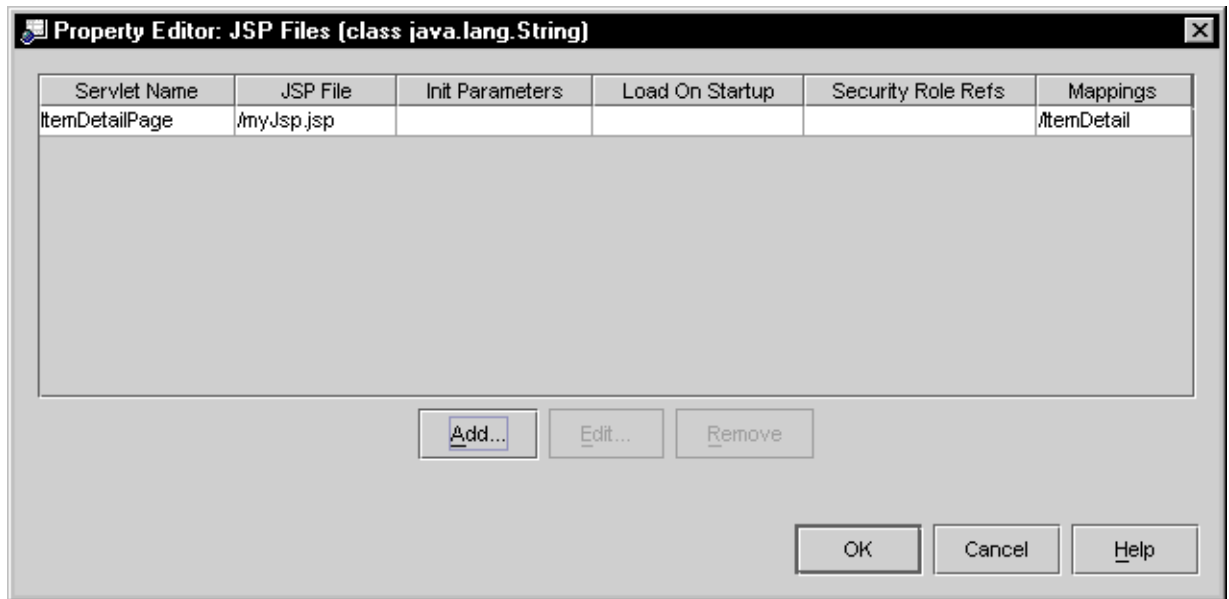 Property Editor: JSP Files (class java.lang.String)
Servlet Name JSP File Init Parameters Load On Startup Security Role Refs Mappings
ItemDetailPage /myJsp.jsp /ItemDetail
Add... Edit... Remove
OK Cancel Help